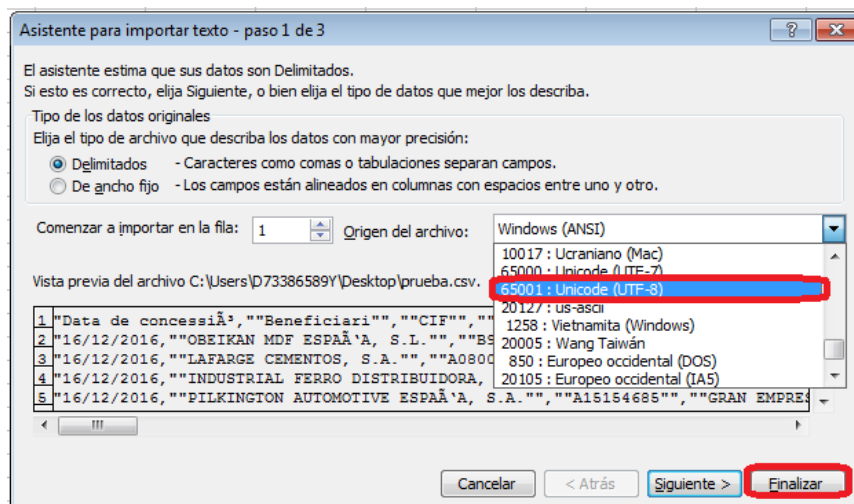 Asistente para importar texto - paso 1 de 3
El asistente estima que sus datos son Delimitados.
Si esto es correcto, elija Siguiente, o bien elija el tipo de datos que mejor los describa.
Tipo de los datos originales
Elija el tipo de archivo que describa los datos con mayor precisión:
Delimitados - Caracteres como comas o tabulaciones separan campos.
De ancho fijo - Los campos están alineados en columnas con espacios entre uno y otro.
Comenzar a importar en la fila: 1 Origen del archivo: Windows (ANSI)
10017 : Ucraniano (Mac)
65000 : Unicode (UTF-7)
65001 : Unicode (UTF-8)
20127 : us-ascii
1258 : Vietnamita (Windows)
20005 : Wang Taiwán
850 : Europeo occidental (DOS)
20105 : Europeo occidental (IA5)
Vista previa del archivo C:\Users\D73386589Y\Desktop\prueba.csv.
1 "Data de concessiÃ³,""Beneficiari"",""CIF"",""
2 "16/12/2016,""OBEIKAN MDF ESPAÃ'A, S.L."",""B9
3 "16/12/2016,""LAFARGE CEMENTOS, S.A."",""A0800
4 "16/12/2016,""INDUSTRIAL FERRO DISTRIBUIDORA,
5 "16/12/2016,""PILKINGTON AUTOMOTIVE ESPAÃ'A, S.A."",""A15154685"",""GRAN EMPRES
Cancelar < Atrás Siguiente > Finalizar